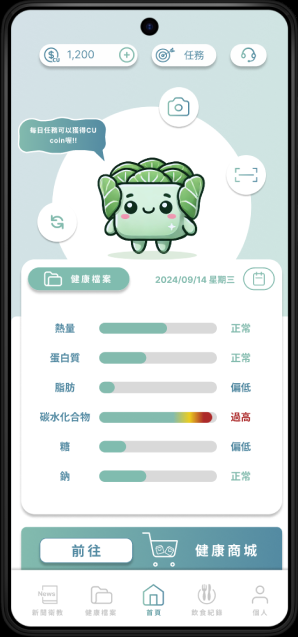 1,200
任務
每日任務可以獲得CU
coin喔!!
健康檔案
2024/09/14 星期三
熱量 正常
蛋白質 正常
脂肪 偏低
碳水化合物 過高
糖 偏低
鈉 正常
前往
健康商城
News
新聞衛教
健康檔案
首頁
飲食紀錄
個人